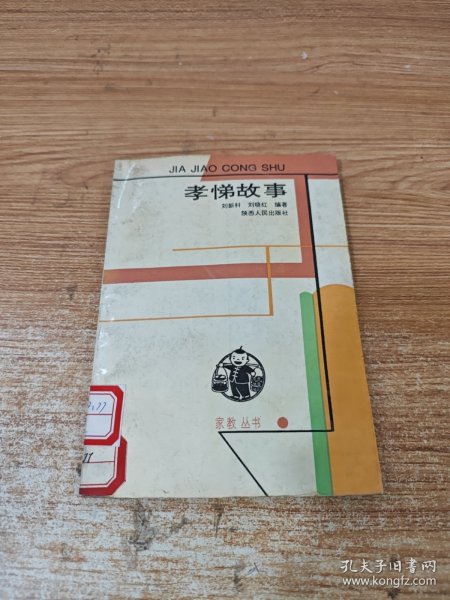 JIA JIAO CONG SHU
孝悌故事
刘新科 刘晓红 编著
陕西人民出版社
家教丛书
孔夫子旧书网
www.kongfz.com